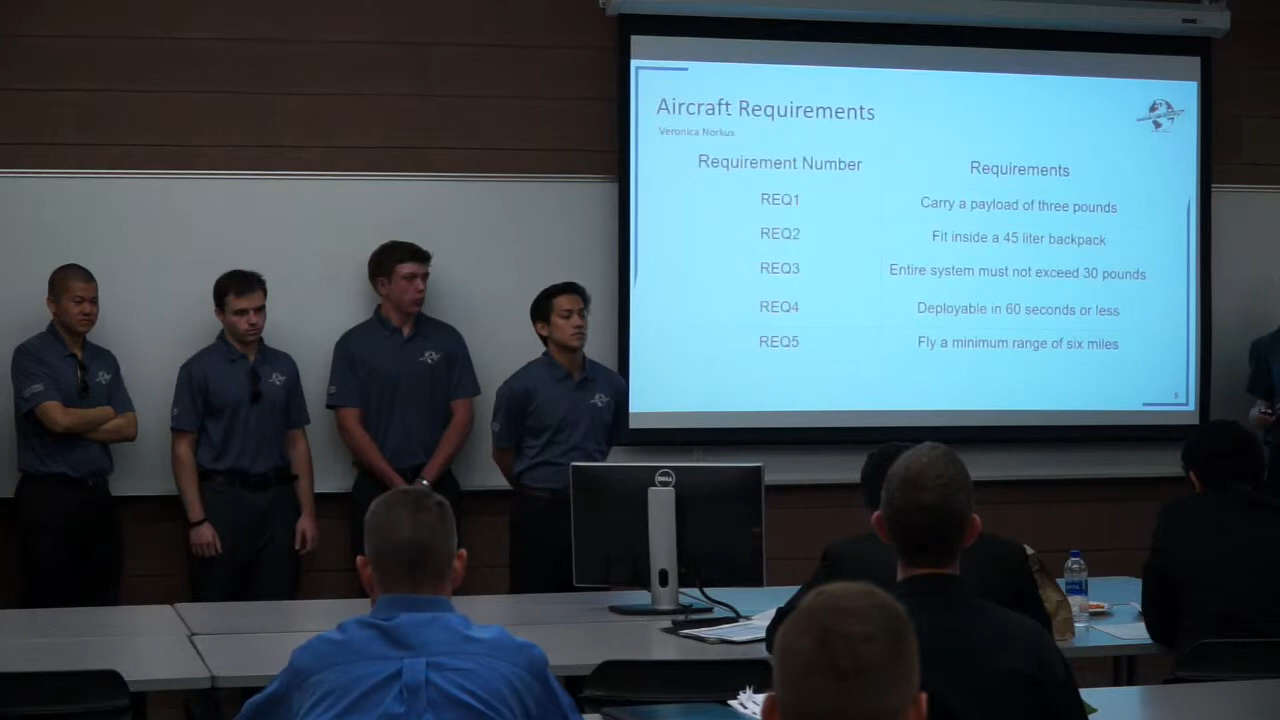 Aircraft Requirements
Veronica Norkus
Requirement Number Requirements
REQ1 Carry a payload of three pounds
REQ2 Fit inside a 45 liter backpack
REQ3 Entire system must not exceed 30 pounds
REQ4 Deployable in 60 seconds or less
REQ5 Fly a minimum range of six miles
8
DELL